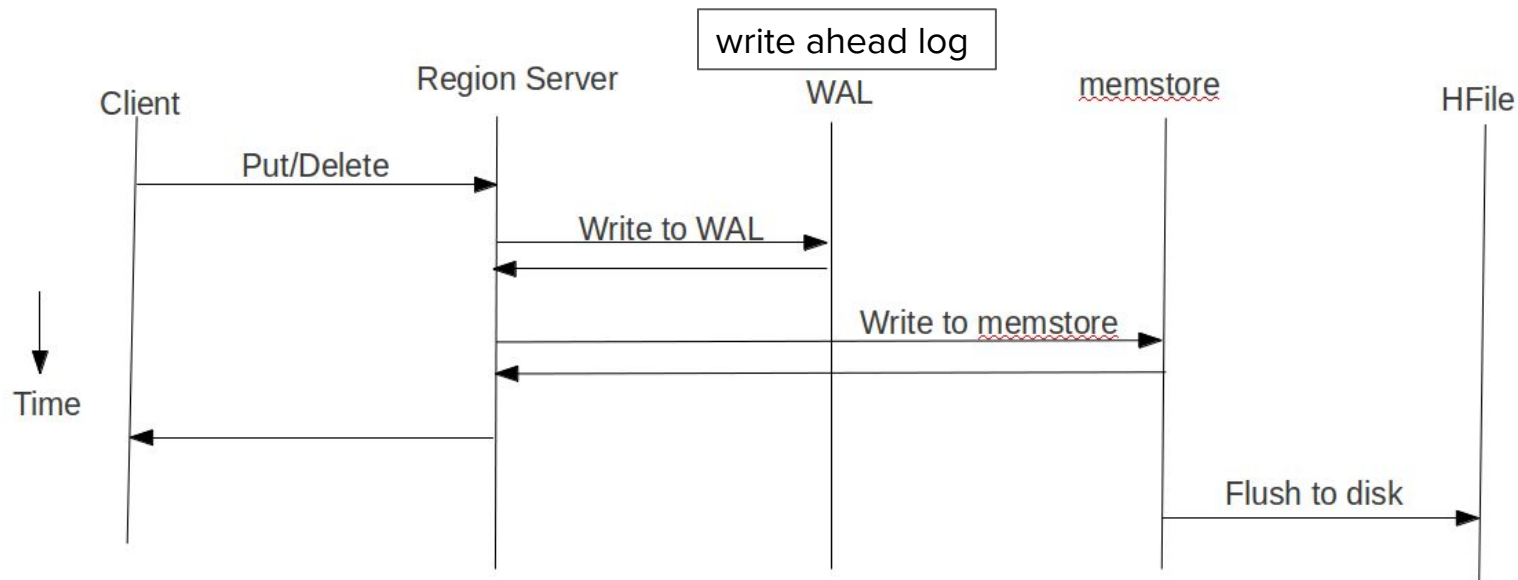 write ahead log
Client
Region Server
WAL
memstore
HFile
Put/Delete
Write to WAL
Write to memstore
Time
Flush to disk